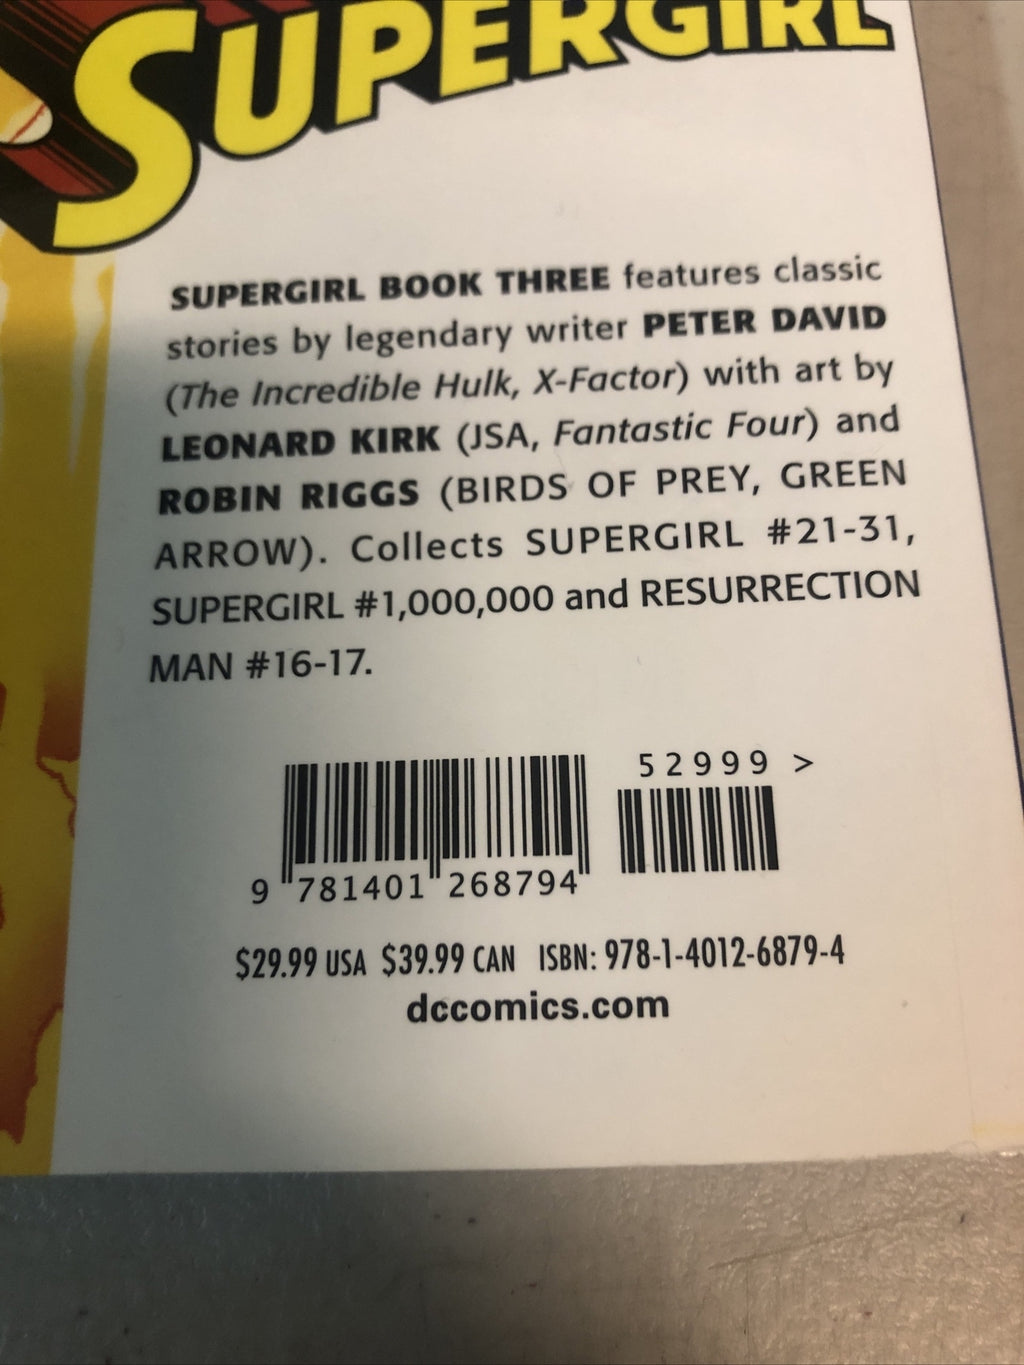 SUPERGIRL
SUPERGIRL BOOK THREE features classic
stories by legendary writer PETER DAVID
(The Incredible Hulk, X-Factor) with art by
LEONARD KIRK (JSA, Fantastic Four) and
ROBIN RIGGS (BIRDS OF PREY, GREEN
ARROW). Collects SUPERGIRL #21-31,
SUPERGIRL #1,000,000 and RESURRECTION
MAN #16-17.
52999 >
9 781401 268794
$29.99 USA $39.99 CAN ISBN: 978-1-4012-6879-4
dccomics.com